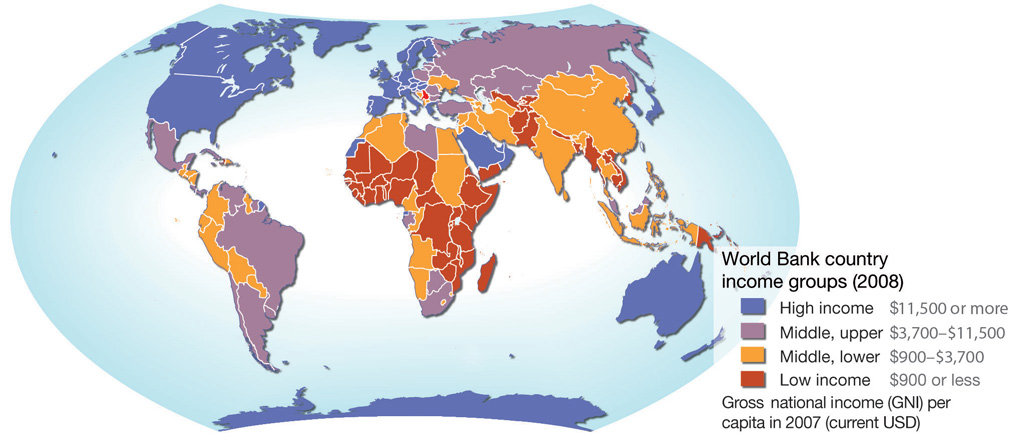 World Bank country
income groups (2008)
High income $11,500 or more
Middle, upper $3,700–$11,500
Middle, lower $900–$3,700
Low income $900 or less
Gross national income (GNI) per
capita in 2007 (current USD)